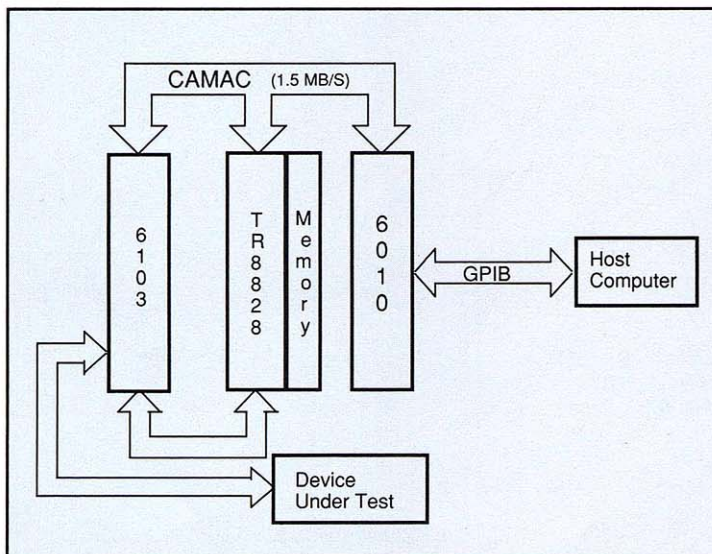 CAMAC (1.5 MB/S)
6103
TR8828
Memory
6010
GPIB
Host
Computer
Device
Under Test